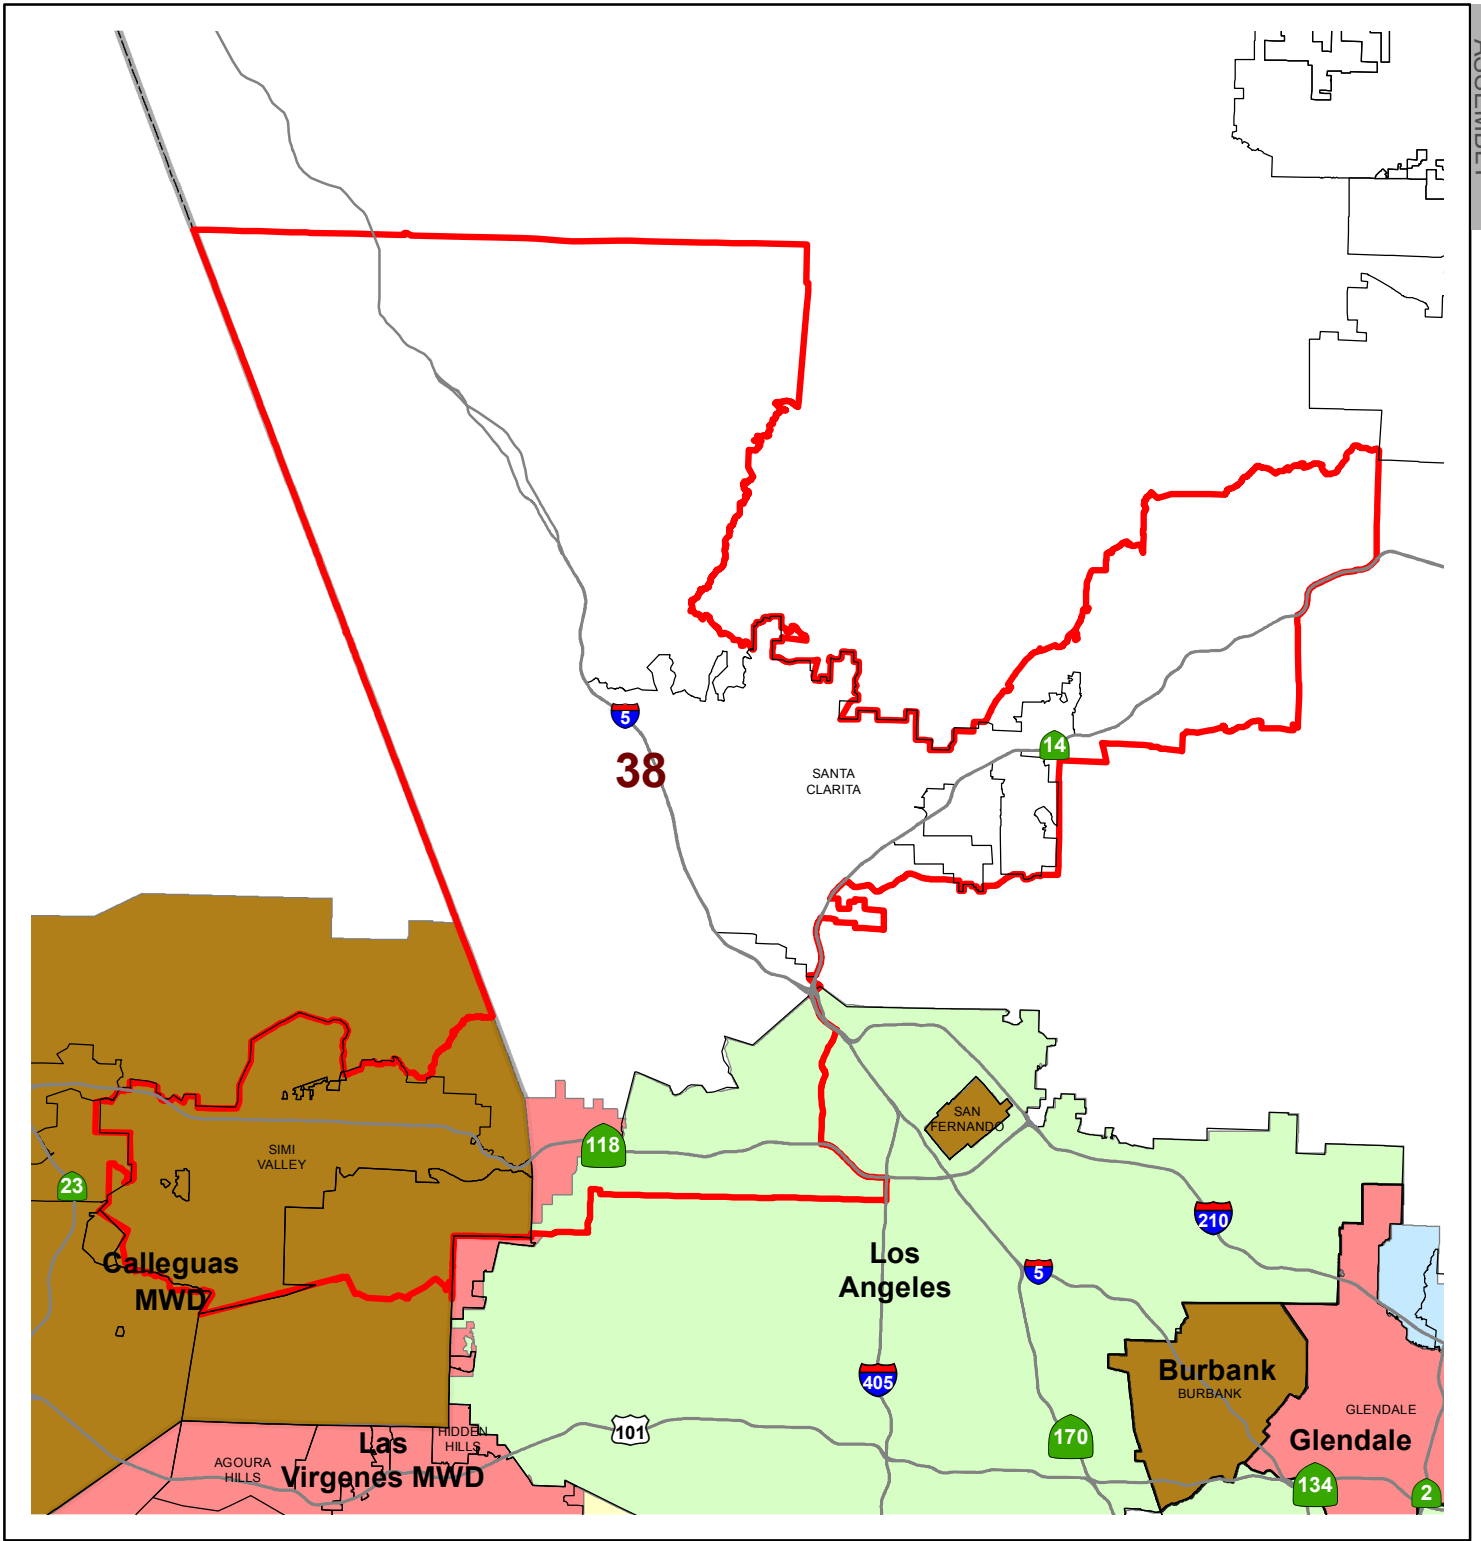 ASSEMBLY
5
38
SANTA
CLARITA
14
SAN
FERNANDO
118
SIMI
VALLEY
23
210
Calleguas
MWD
Los
Angeles
5
405
Burbank
BURBANK
GLENDALE
Glendale
101
170
HIDDEN
HILLS
Las
Virgenes MWD
AGOURA
HILLS
134
2